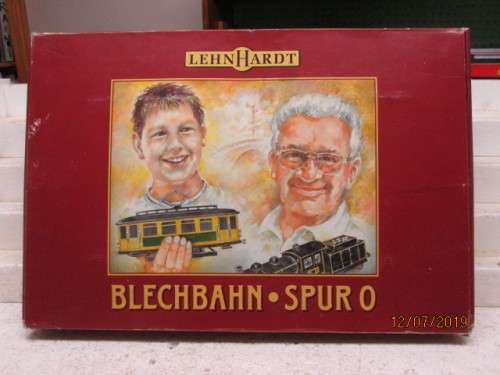 LEHNHARDT
BLECHBAHN • SPUR 0
12/07/2019